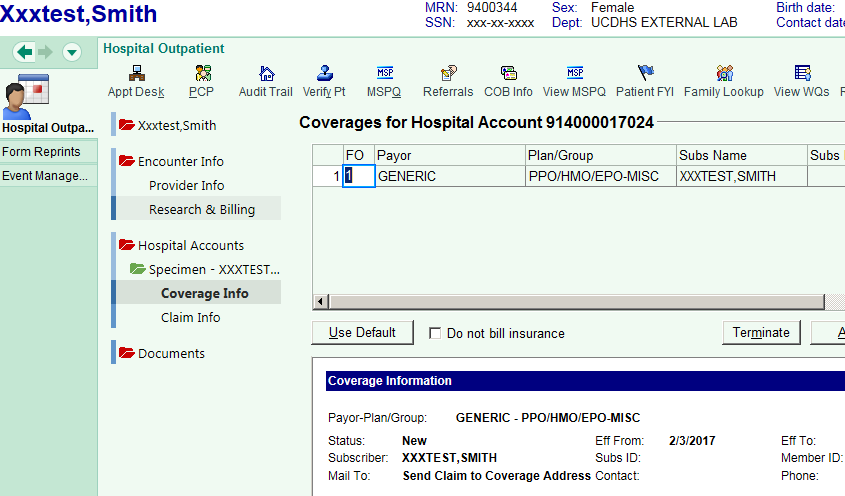 Xxxtest,Smith
MRN: 9400344 Sex: Female Birth date:
SSN: xxx-xx-xxxx Dept: UCDHS EXTERNAL LAB Contact date
Hospital Outpatient
Appt Desk PCP Audit Trail Verify Pt MSPQ Referrals COB Info View MSPQ Patient FYI Family Lookup View WQs
MSP MSP
Hospital Outpa...
Form Reprints
Event Manage...
Xxxtest,Smith
Encounter Info
Provider Info
Research & Billing
Hospital Accounts
Specimen - XXXTEST...
Coverage Info
Claim Info
Documents
Coverages for Hospital Account 914000017024
FO Payor Plan/Group Subs Name Subs
1 1 GENERIC PPO/HMO/EPO-MISC XXXTEST,SMITH
Use Default Do not bill insurance Terminate A
Coverage Information
Payor-Plan/Group: GENERIC - PPO/HMO/EPO-MISC
Status: New Eff From: 2/3/2017 Eff To:
Subscriber: XXXTEST,SMITH Subs ID: Member ID:
Mail To: Send Claim to Coverage Address Contact: Phone: